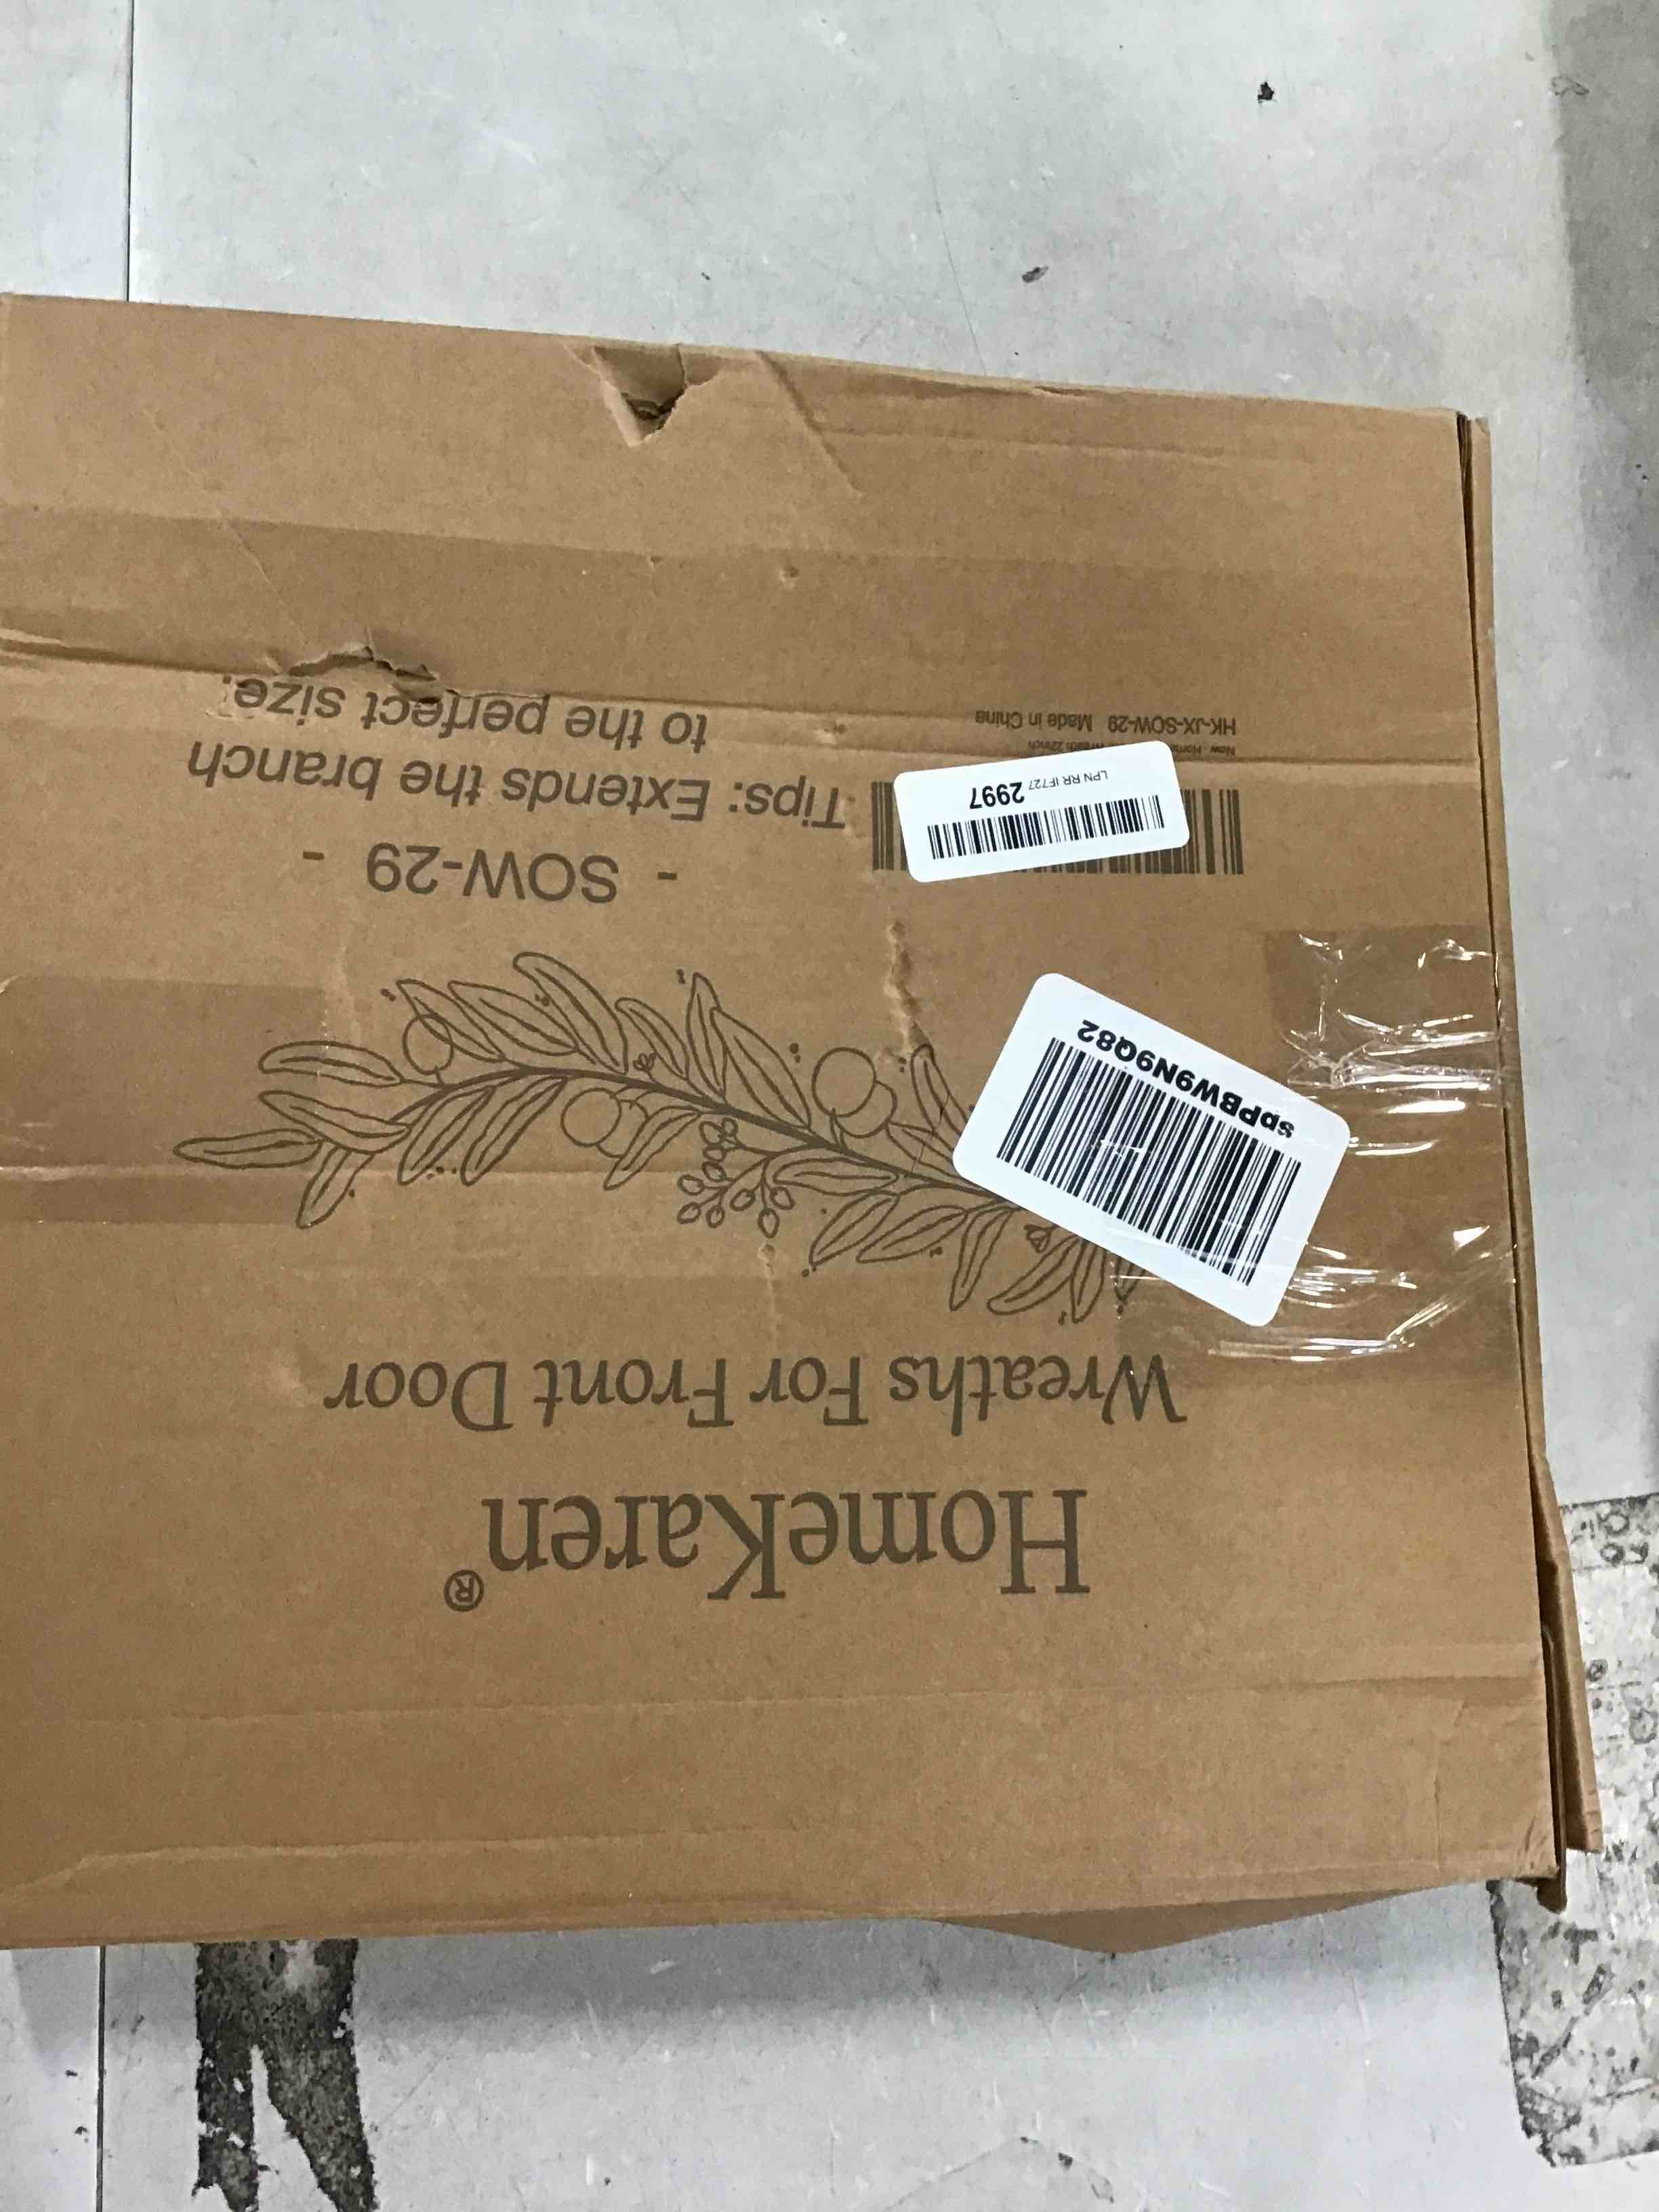 HomeKaren®
Wreaths For Front Door
spPBW9N9Q82
- SOW-29 -
Tips: Extends the branch
to the perfect size.
LPN RR IF727 2997
HK-JX-SOW-29 Made in China